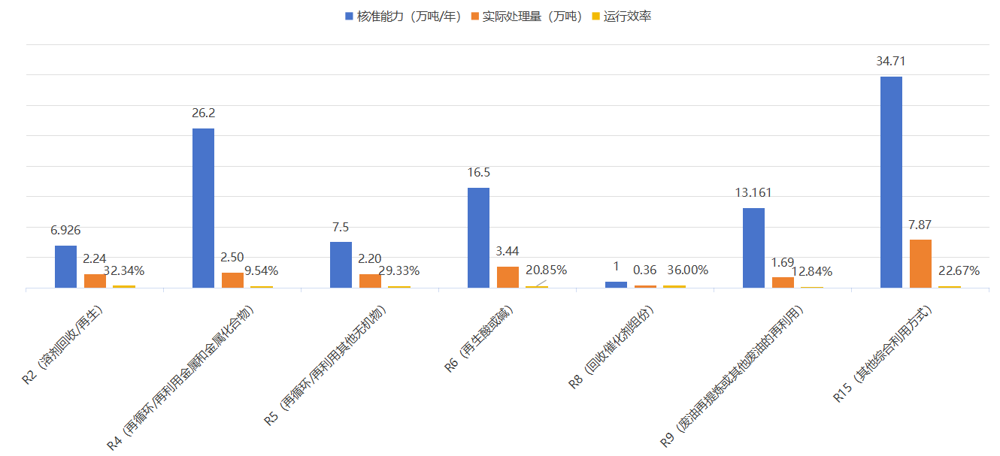 核准能力（万吨/年） 实际处理量（万吨） 运行效率
34.71
26.2
16.5
13.161
6.926
7.5
7.87
2.24
2.50
2.20
3.44
1
0.36
1.69
32.34%
9.54%
29.33%
20.85%
36.00%
12.84%
22.67%
R2（溶剂回收/再生）
R4（再循环/再利用金属和金属化合物）
R5（再循环/再利用其他无机物）
R6（再生酸或碱）
R8（回收催化剂组份）
R9（废油再提炼或其他废油的再利用）
R15（其他综合利用方式）